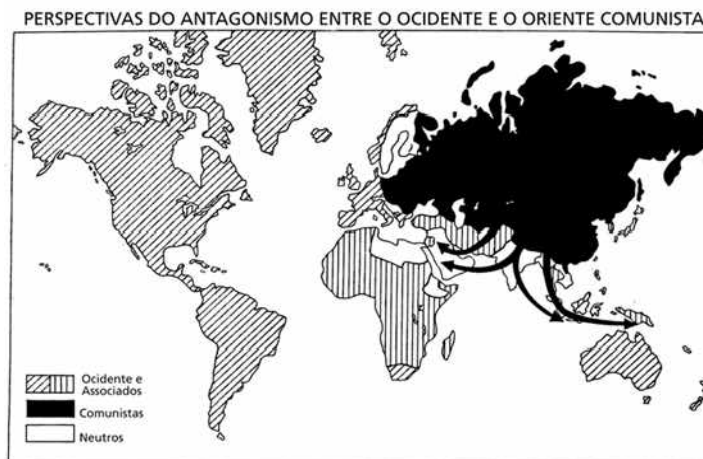 PERSPECTIVAS DO ANTAGONISMO ENTRE O OCIDENTE E O ORIENTE COMUNISTA
Ocidente e
Associados
Comunistas
Neutros